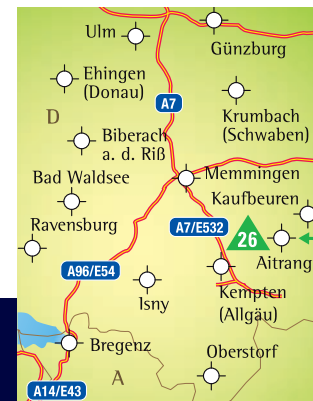 Ulm
Günzburg
Ehingen
(Donau)
A7
Krumbach
(Schwaben)
D
Biberach
a. d. Riß
Memmingen
Bad Waldsee
Kaufbeuren
Ravensburg
A7/E532
26
Aitrang
A96/E54
Isny
Kempten
(Allgäu)
Bregenz
Oberstorf
A
A14/E43